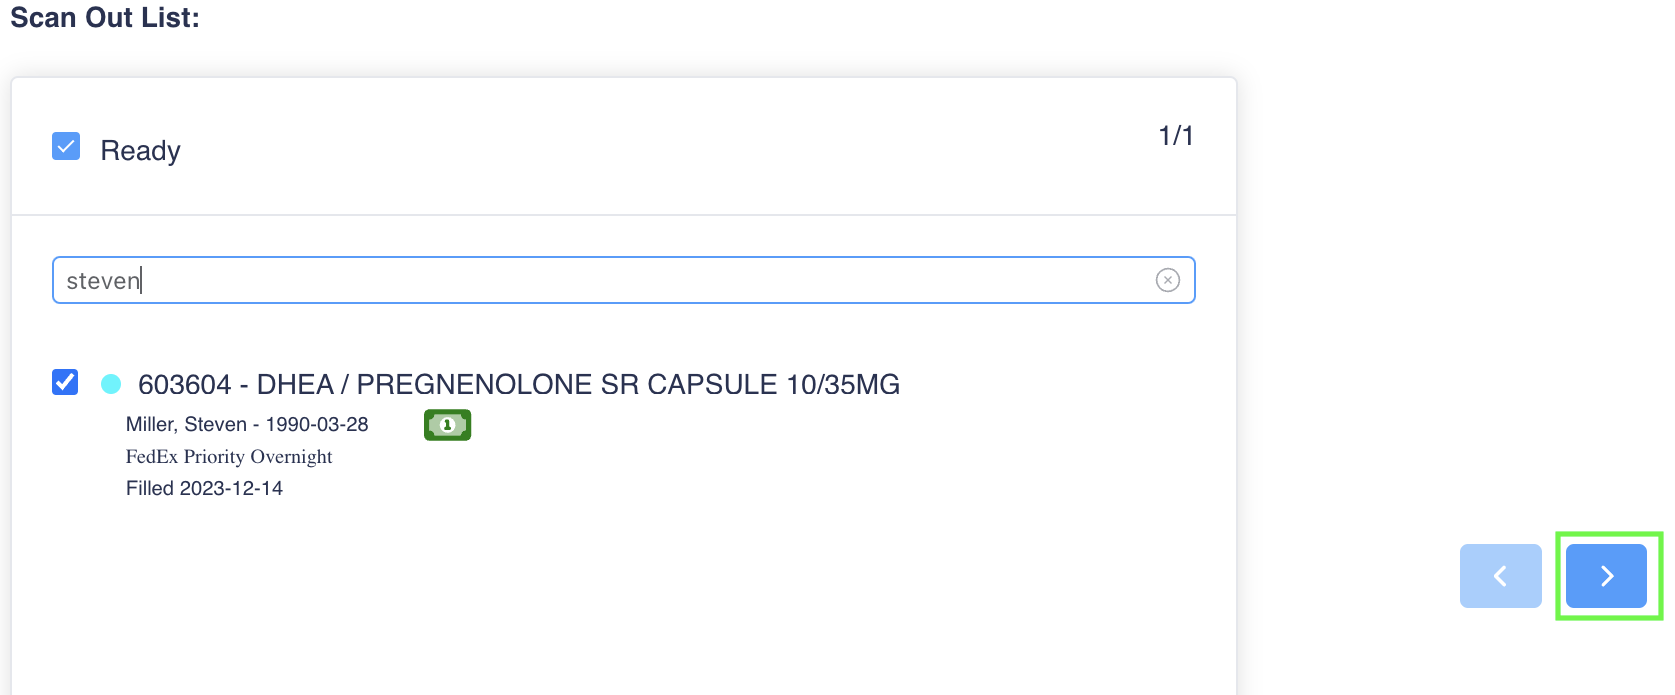 Scan Out List:
Ready
1/1
steven
603604 - DHEA / PREGNENOLONE SR CAPSULE 10/35MG
Miller, Steven - 1990-03-28
1
FedEx Priority Overnight
Filled 2023-12-14